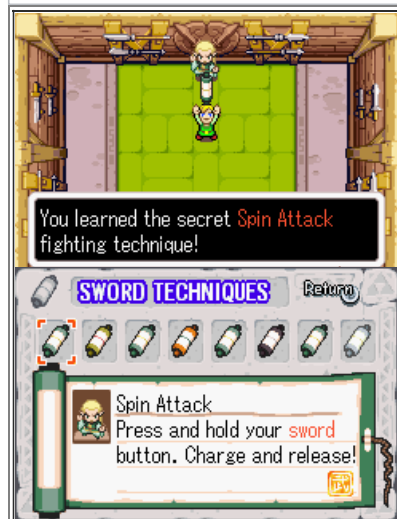 You learned the secret Spin Attack
fighting technique!
SWORD TECHNIQUES
Return
Spin Attack
Press and hold your sword
button. Charge and release!
武